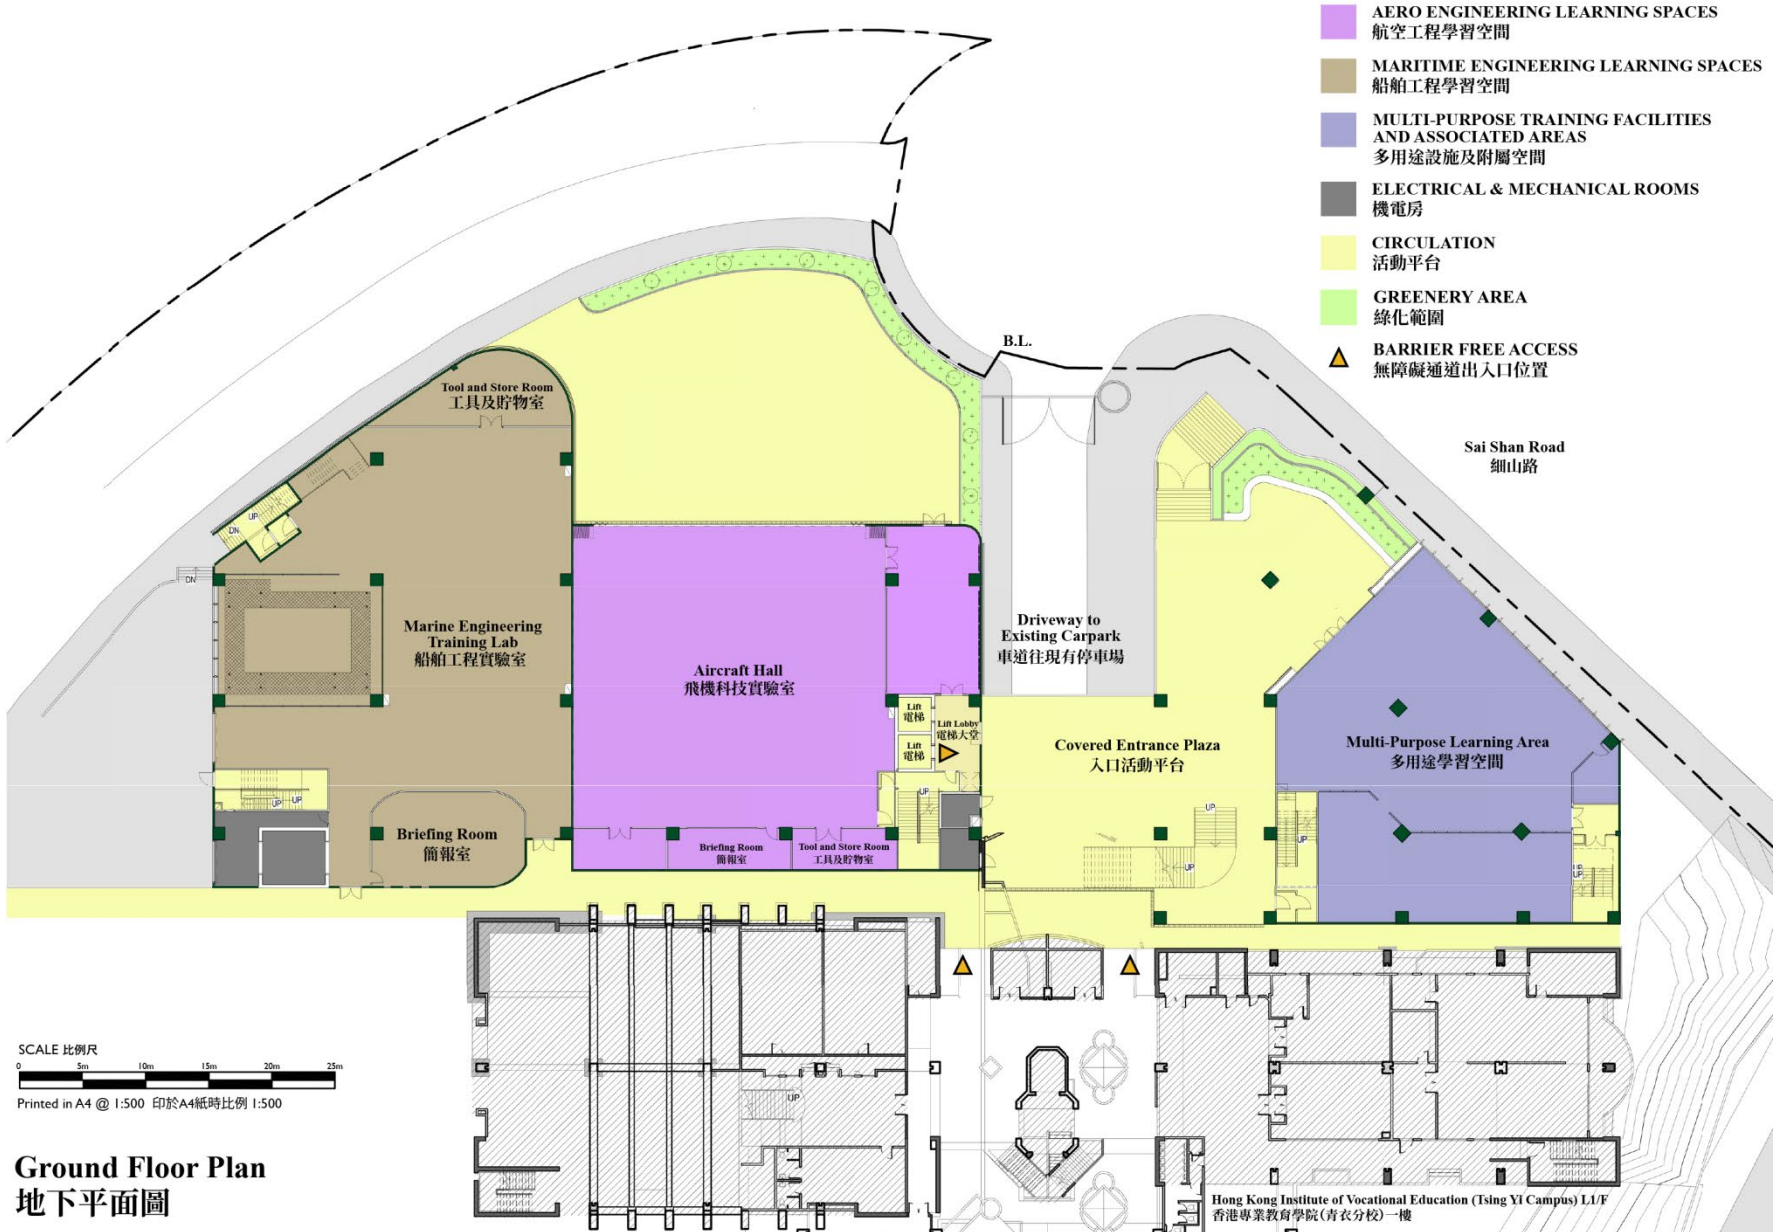 AERO ENGINEERING LEARNING SPACES
航空工程學習空間
MARITIME ENGINEERING LEARNING SPACES
船舶工程學習空間
MULTI-PURPOSE TRAINING FACILITIES
AND ASSOCIATED AREAS
多用途設施及附屬空間
ELECTRICAL & MECHANICAL ROOMS
機電房
CIRCULATION
活動平台
GREENERY AREA
綠化範圍
BARRIER FREE ACCESS
無障礙通道出入口位置
B.L.
Sai Shan Road
細山路
Tool and Store Room
工具及貯物室
UP
DN
DN
Marine Engineering
Training Lab
船舶工程實驗室
Aircraft Hall
飛機科技實驗室
Driveway to
Existing Carpark
車道往現有停車場
Lift
電梯
Lift Lobby
電梯大堂
Lift
電梯
Covered Entrance Plaza
入口活動平台
Multi-Purpose Learning Area
多用途學習空間
UP
UP
UP
UP
Briefing Room
簡報室
Briefing Room
簡報室
Tool and Store Room
工具及貯物室
UP
UP
UP
UP
UP
SCALE 比例尺
0 5m 10m 15m 20m 25m
Printed in A4 @ 1:500 印於A4紙時比例 1:500
Ground Floor Plan
地下平面圖
Hong Kong Institute of Vocational Education (Tsing Yi Campus) L1/F
香港專業教育學院(青衣分校)一樓